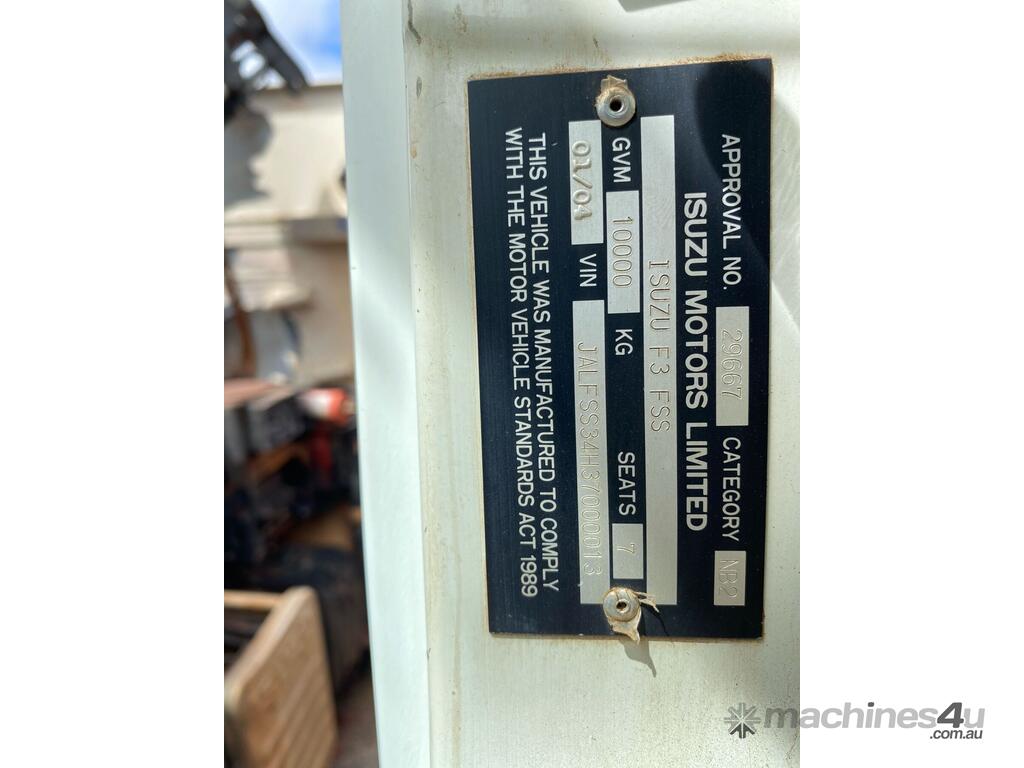 APPROVAL NO. 29667 CATEGORY NB2
ISUZU MOTORS LIMITED
ISUZU F3 FSS
GVM 10000 KG SEATS 7
01/04 VIN JALFSS34H37000013
THIS VEHICLE WAS MANUFACTURED TO COMPLY
WITH THE MOTOR VEHICLE STANDARDS ACT 1989
machines4u
.com.au